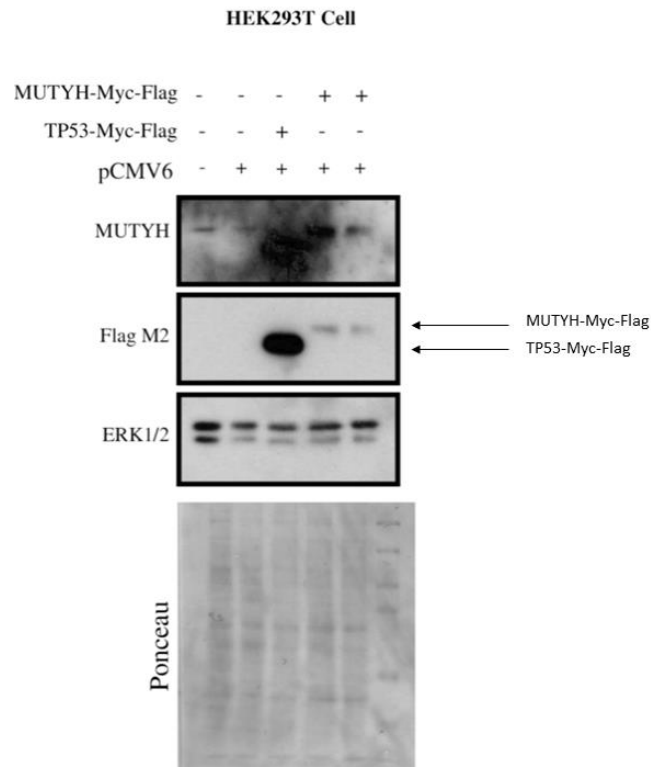 HEK293T Cell
MUTYH-Myc-Flag - - - + +
TP53-Myc-Flag - - + - -
pCMV6 - + + + +
MUTYH
Flag M2
MUTYH-Myc-Flag
TP53-Myc-Flag
ERK1/2
Ponceau